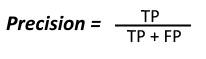 Precision = TP
TP + FP